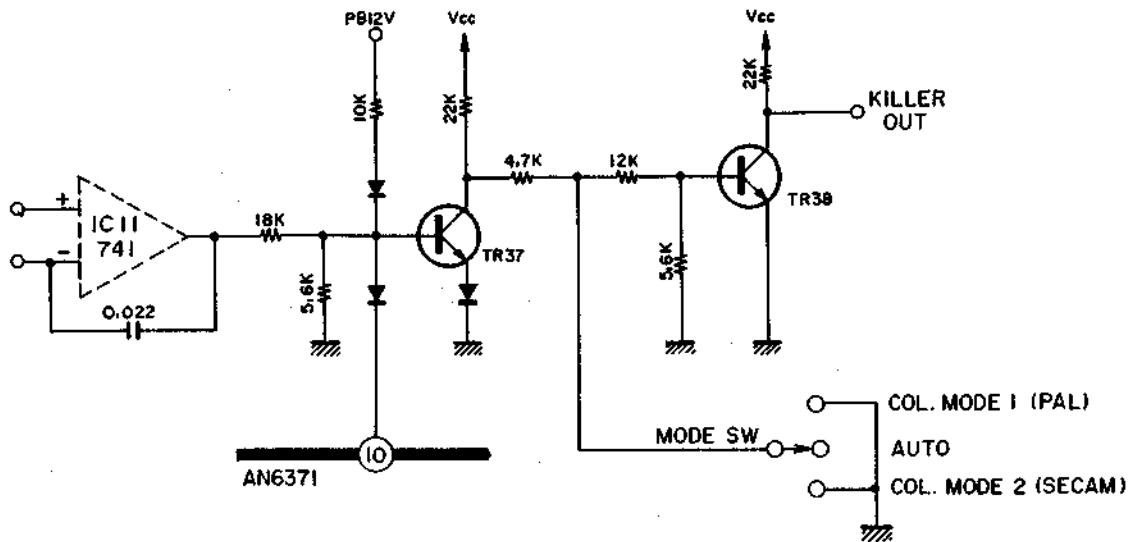 PB12V
Vcc
Vcc
10K
22K
22K
KILLER
OUT
4.7K
12K
TR38
+
IC11
741
-
18K
TR37
5.6K
5.6K
0.022
COL. MODE 1 (PAL)
MODE SW
AUTO
10
AN6371
COL. MODE 2 (SECAM)